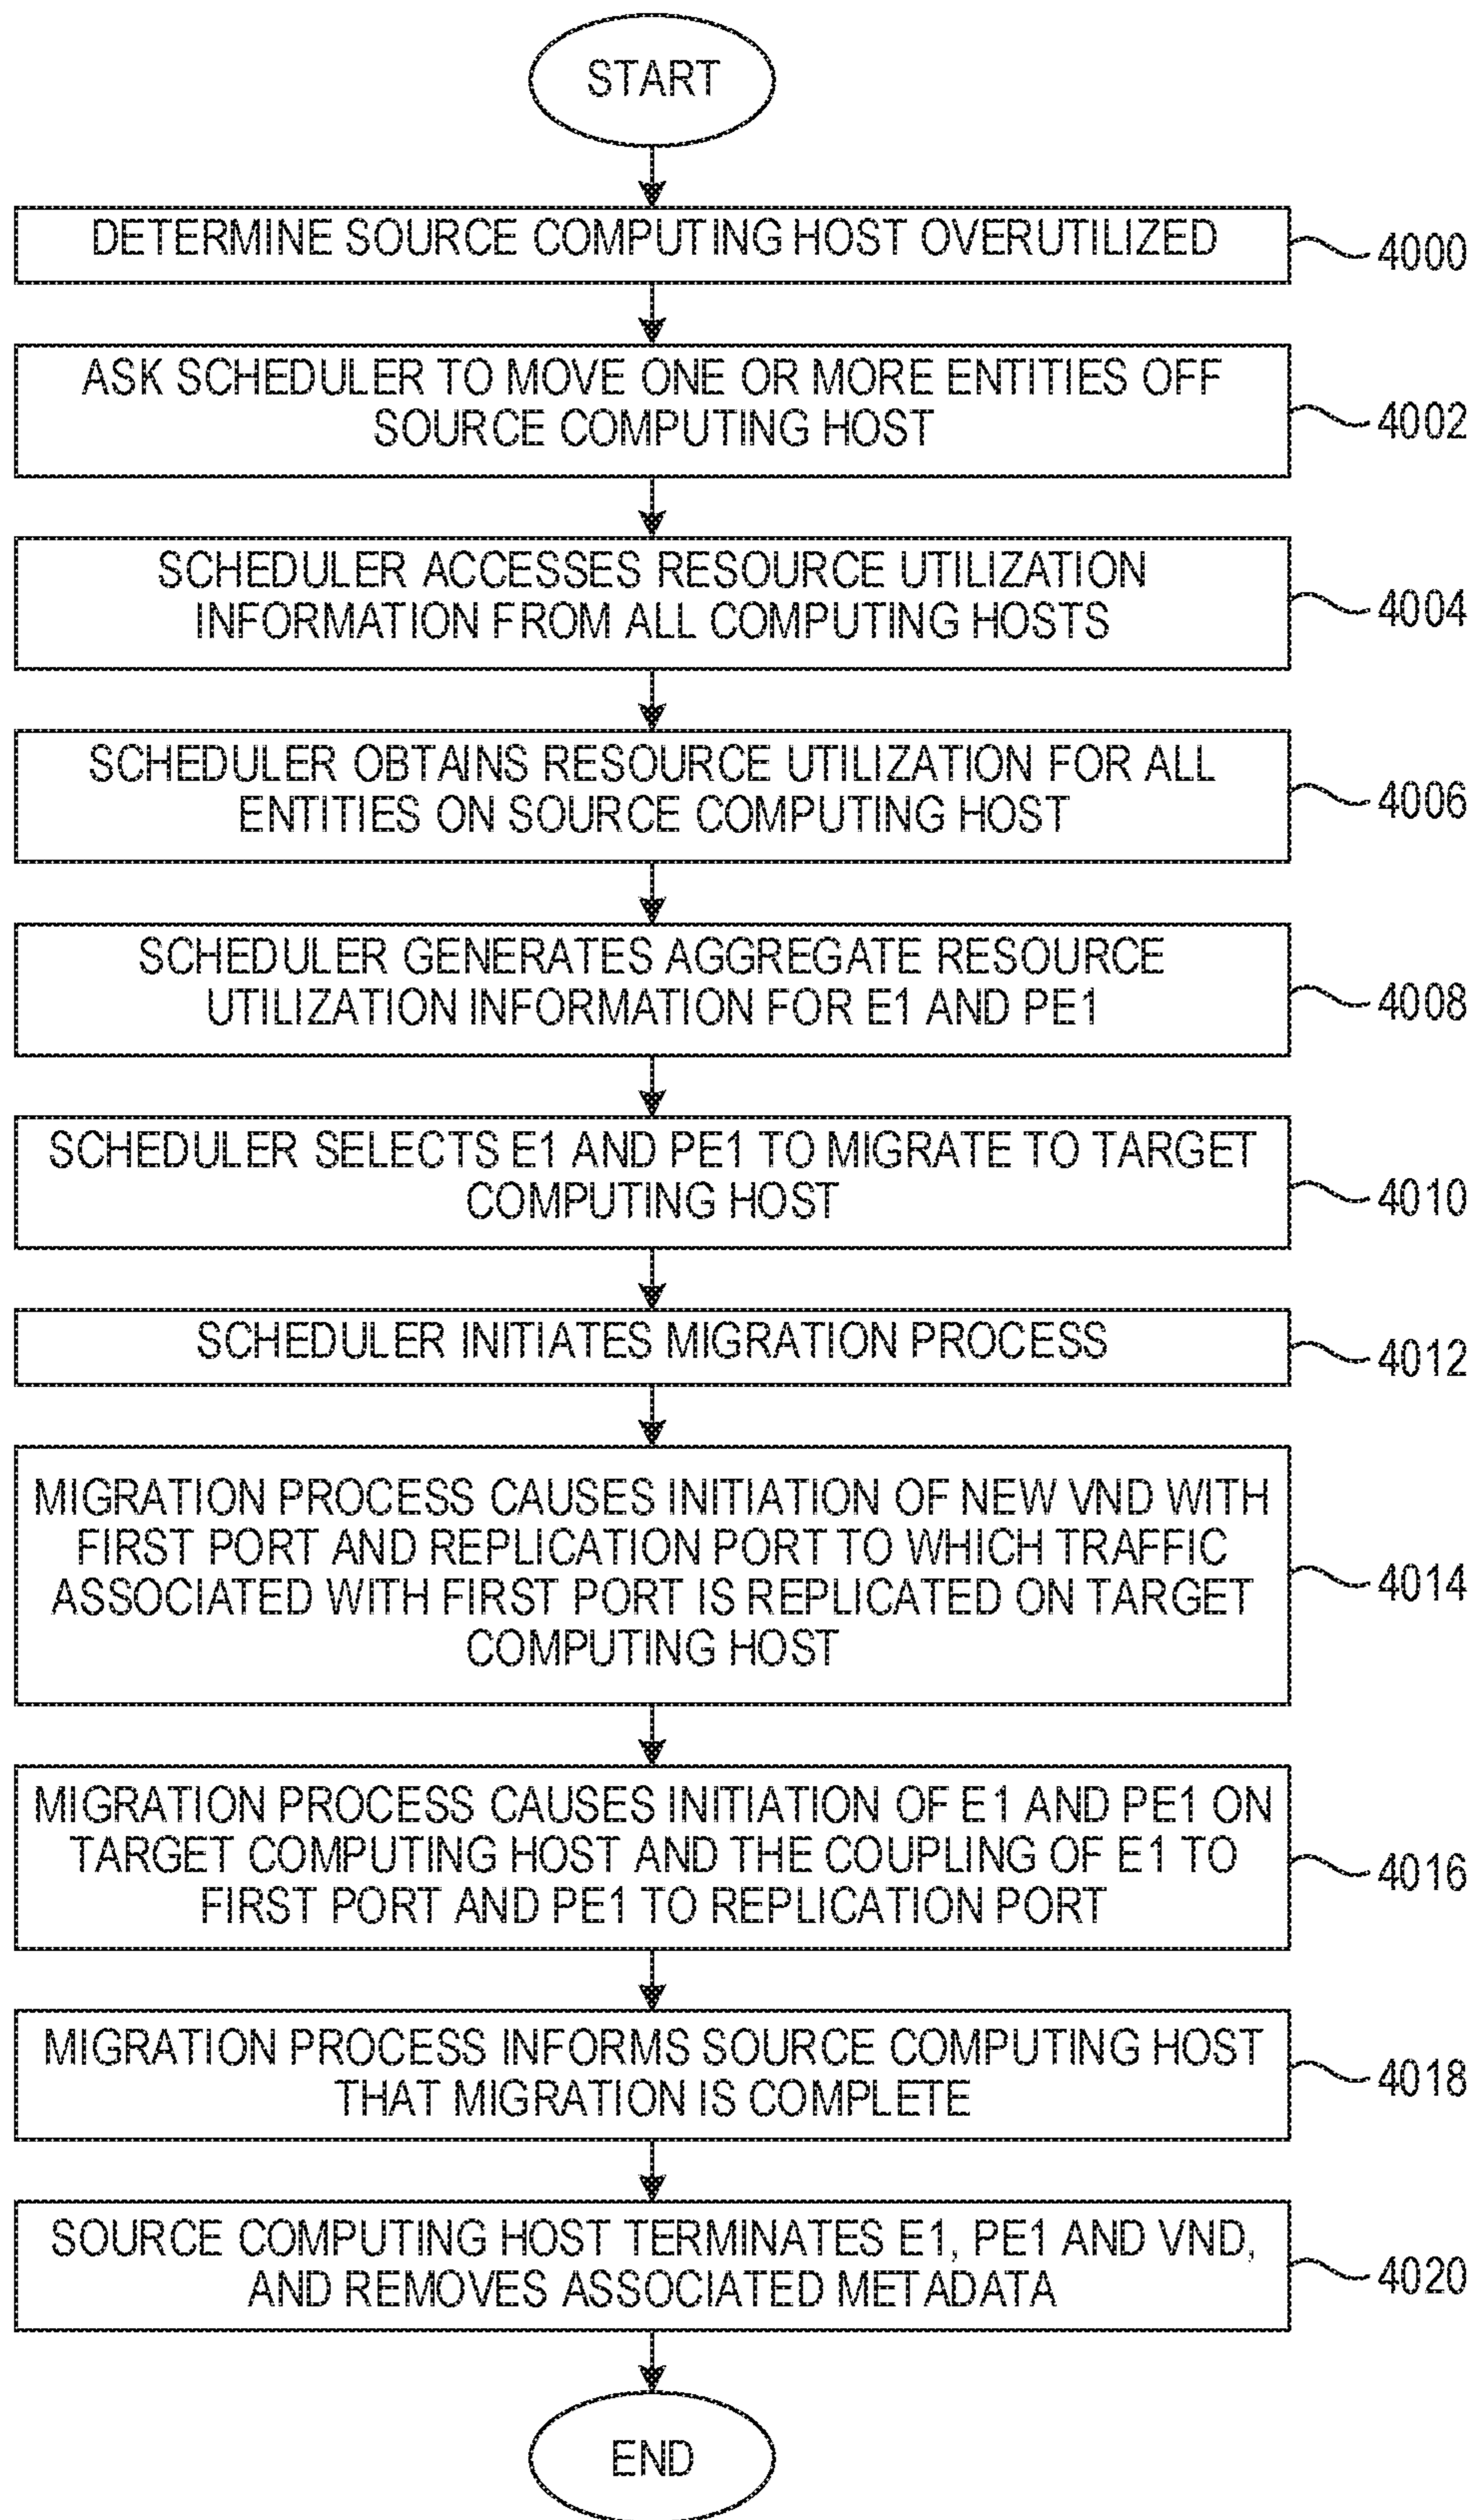 START
DETERMINE SOURCE COMPUTING HOST OVERUTILIZED
4000
ASK SCHEDULER TO MOVE ONE OR MORE ENTITIES OFF
SOURCE COMPUTING HOST
4002
SCHEDULER ACCESSES RESOURCE UTILIZATION
INFORMATION FROM ALL COMPUTING HOSTS
4004
SCHEDULER OBTAINS RESOURCE UTILIZATION FOR ALL
ENTITIES ON SOURCE COMPUTING HOST
4006
SCHEDULER GENERATES AGGREGATE RESOURCE
UTILIZATION INFORMATION FOR E1 AND PE1
4008
SCHEDULER SELECTS E1 AND PE1 TO MIGRATE TO TARGET
COMPUTING HOST
4010
SCHEDULER INITIATES MIGRATION PROCESS
4012
MIGRATION PROCESS CAUSES INITIATION OF NEW VND WITH
FIRST PORT AND REPLICATION PORT TO WHICH TRAFFIC
ASSOCIATED WITH FIRST PORT IS REPLICATED ON TARGET
COMPUTING HOST
4014
MIGRATION PROCESS CAUSES INITIATION OF E1 AND PE1 ON
TARGET COMPUTING HOST AND THE COUPLING OF E1 TO
FIRST PORT AND PE1 TO REPLICATION PORT
4016
MIGRATION PROCESS INFORMS SOURCE COMPUTING HOST
THAT MIGRATION IS COMPLETE
4018
SOURCE COMPUTING HOST TERMINATES E1, PE1 AND VND,
AND REMOVES ASSOCIATED METADATA
4020
END